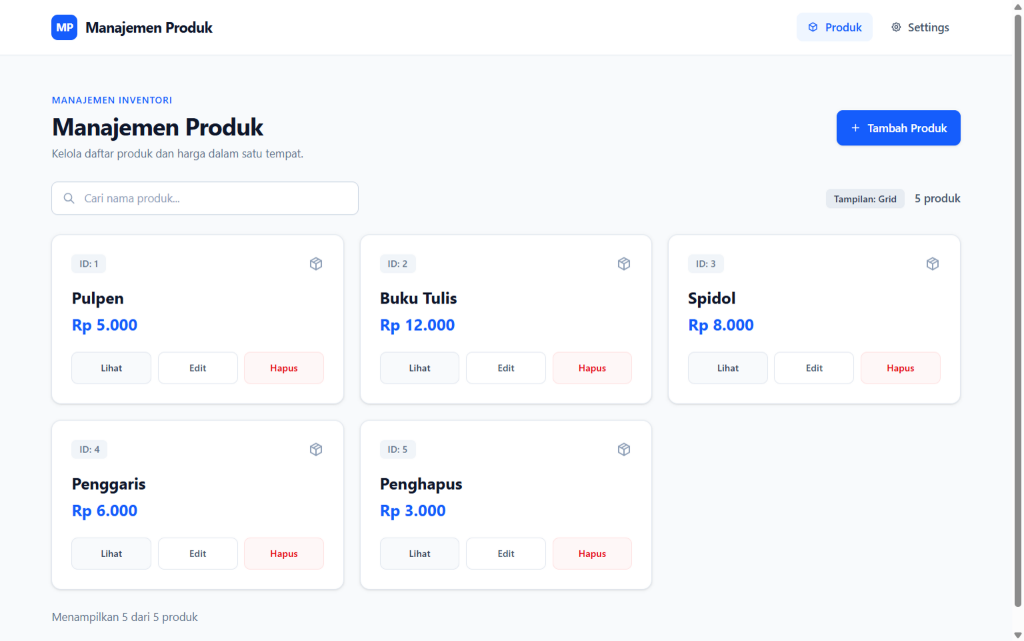 MP Manajemen Produk
Produk
Settings
MANAJEMEN INVENTORI
Manajemen Produk
Kelola daftar produk dan harga dalam satu tempat.
+ Tambah Produk
Cari nama produk...
Tampilan: Grid
5 produk
ID: 1
Pulpen
Rp 5.000
Lihat
Edit
Hapus
ID: 2
Buku Tulis
Rp 12.000
Lihat
Edit
Hapus
ID: 3
Spidol
Rp 8.000
Lihat
Edit
Hapus
ID: 4
Penggaris
Rp 6.000
Lihat
Edit
Hapus
ID: 5
Penghapus
Rp 3.000
Lihat
Edit
Hapus
Menampilkan 5 dari 5 produk